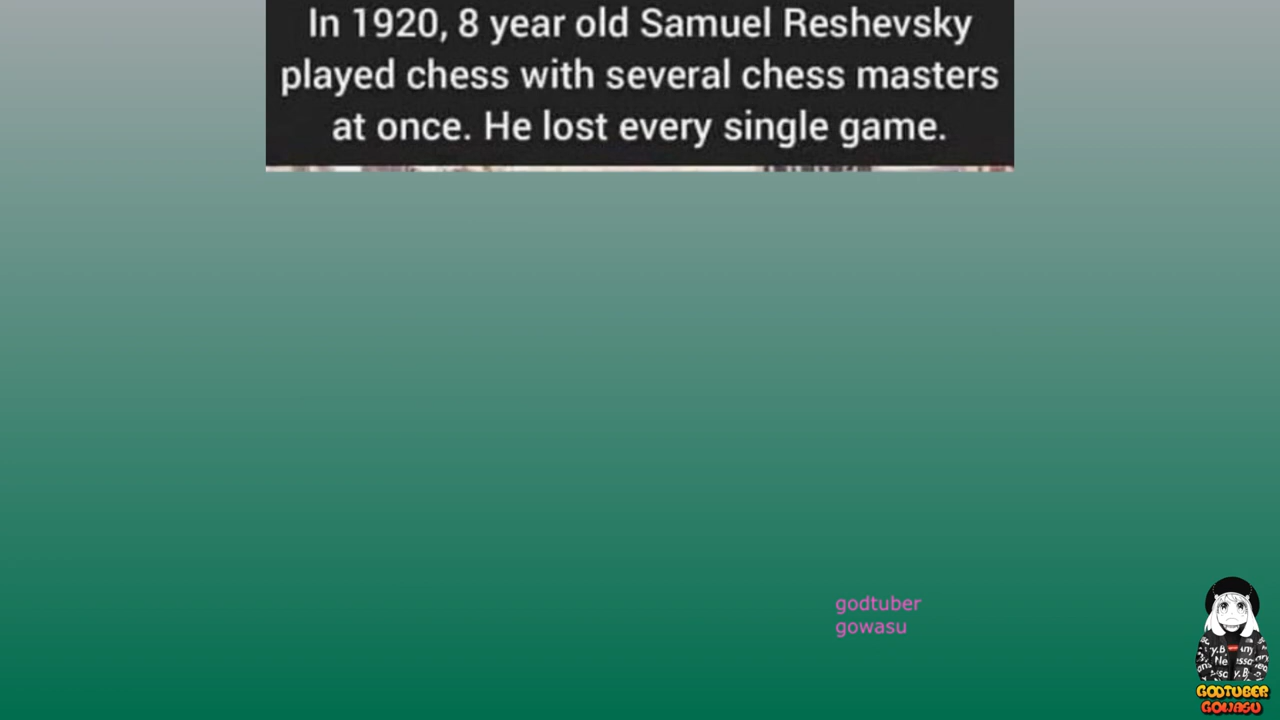 In 1920, 8 year old Samuel Reshevsky
played chess with several chess masters
at once. He lost every single game.
godtuber
gowasu
GODTUBER
GOWASU